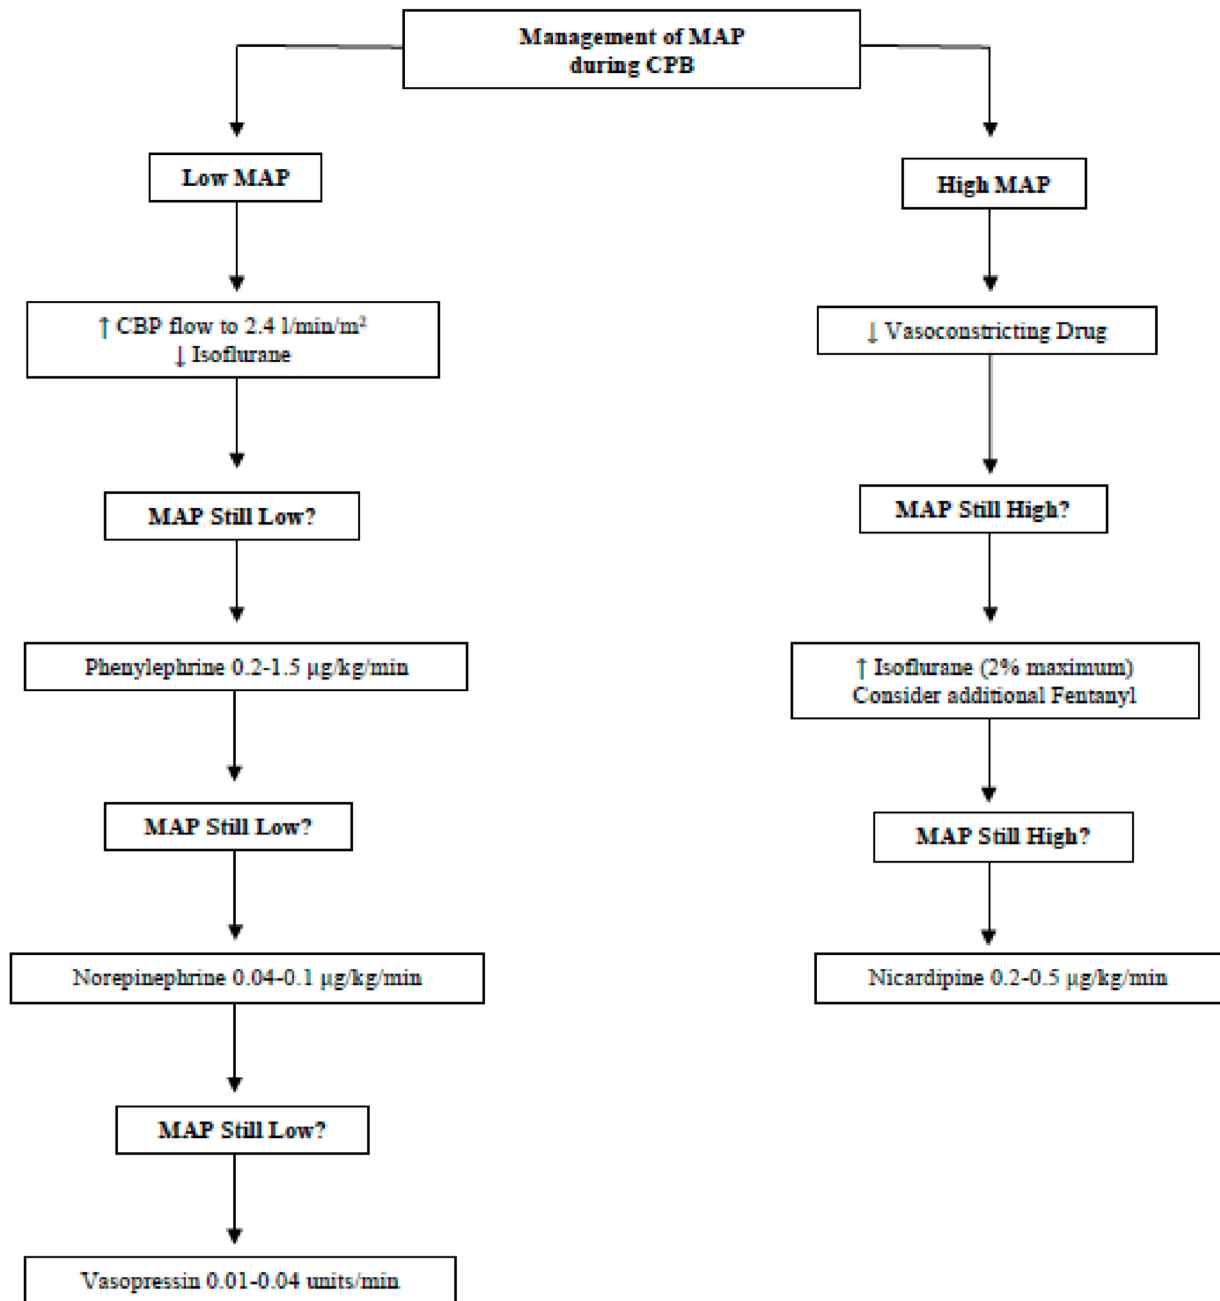 Management of MAP
during CPB
Low MAP
↑ CBP flow to 2.4 l/min/m²
↓ Isoflurane
MAP Still Low?
Phenylephrine 0.2-1.5 µg/kg/min
MAP Still Low?
Norepinephrine 0.04-0.1 µg/kg/min
MAP Still Low?
Vasopressin 0.01-0.04 units/min
High MAP
↓ Vasoconstricting Drug
MAP Still High?
↑ Isoflurane (2% maximum)
Consider additional Fentanyl
MAP Still High?
Nicardipine 0.2-0.5 µg/kg/min